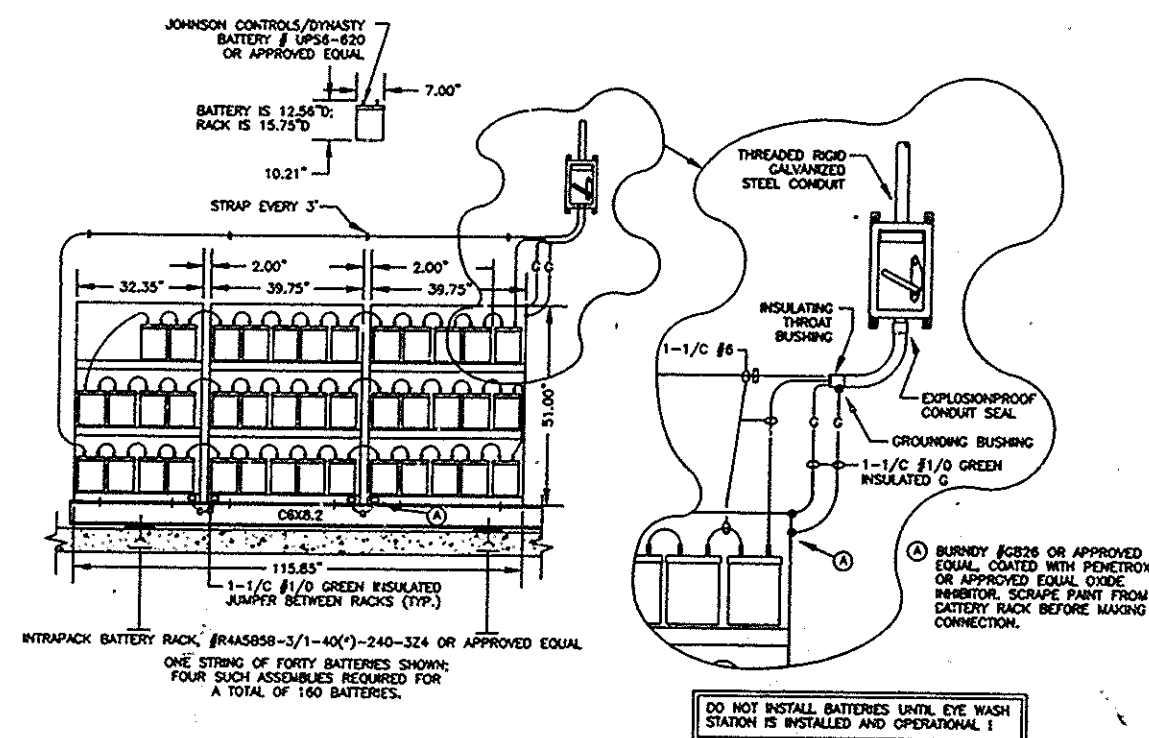 JOHNSON CONTROLS/DYNASTY
BATTERY # UPS6-620
OR APPROVED EQUAL
7.00"
BATTERY IS 12.56"D;
RACK IS 15.75"D
10.21"
STRAP EVERY 3'
2.00"
2.00"
32.35"
39.75"
39.75"
51.00"
G
G
C6X8.2
A
115.85"
1-1/C #1/0 GREEN INSULATED
JUMPER BETWEEN RACKS (TYP.)
INTRAPACK BATTERY RACK, #R4A5858-3/1-40(*)-240-3Z4 OR APPROVED EQUAL
ONE STRING OF FORTY BATTERIES SHOWN;
FOUR SUCH ASSEMBLIES REQUIRED FOR
A TOTAL OF 160 BATTERIES.
THREADED RIGID
GALVANIZED
STEEL CONDUIT
INSULATING
THROAT
BUSHING
1-1/C #6
EXPLOSIONPROOF
CONDUIT SEAL
GROUNDING BUSHING
G
G
1-1/C #1/0 GREEN
INSULATED G
A
A BURNDY #GB26 OR APPROVED
EQUAL, COATED WITH PENETROX
OR APPROVED EQUAL OXIDE
INHIBITOR. SCRAPE PAINT FROM
BATTERY RACK BEFORE MAKING
CONNECTION.
DO NOT INSTALL BATTERIES UNTIL EYE WASH
STATION IS INSTALLED AND OPERATIONAL !